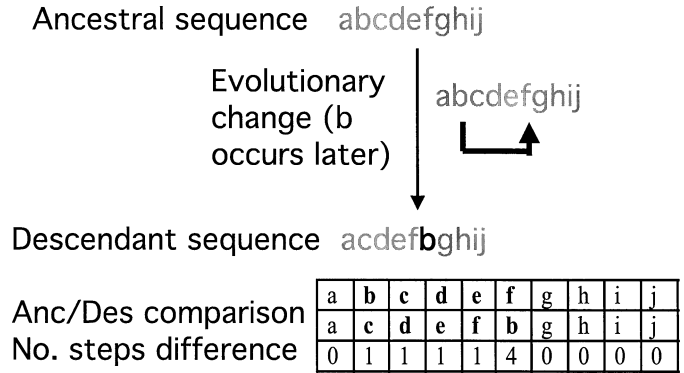 Ancestral sequence abcdefghij
Evolutionary
change (b
occurs later)
abcdefghij
Descendant sequence acdefbghij
a b c d e f g h i j
Anc/Des comparison
a c d e f b g h i j
No. steps difference
0 1 1 1 1 4 0 0 0 0